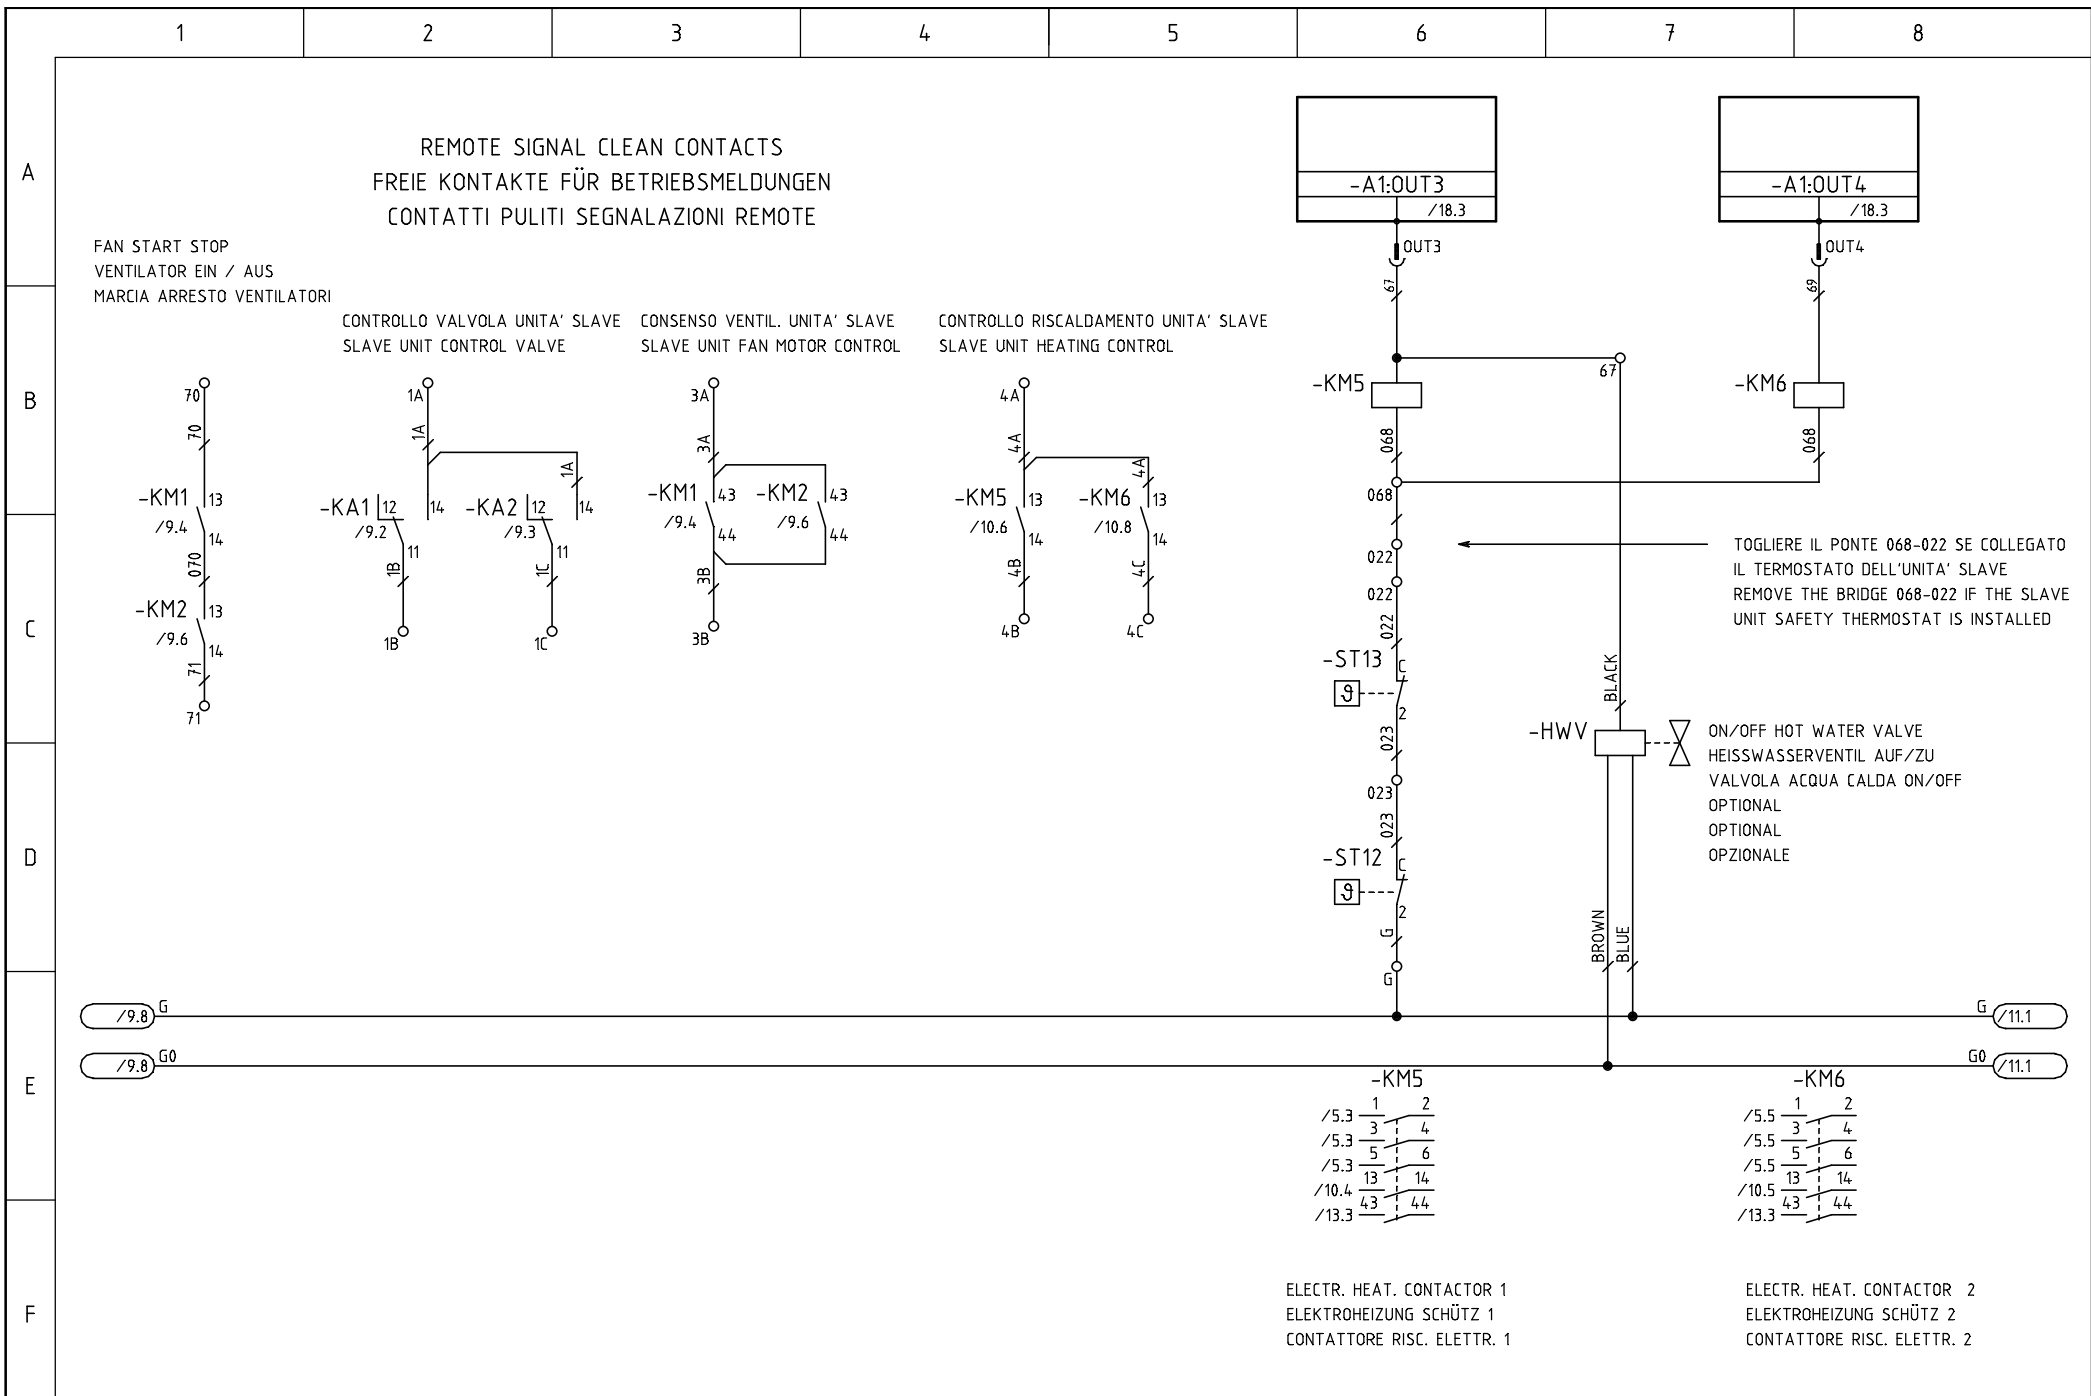 1 2 3 4 5 6 7 8
A
B
C
D
E
F
REMOTE SIGNAL CLEAN CONTACTS
FREIE KONTAKTE FÜR BETRIEBSMELDUNGEN
CONTATTI PULITI SEGNALAZIONI REMOTE
FAN START STOP
VENTILATOR EIN / AUS
MARCIA ARRESTO VENTILATORI
70
70
-KM1 13
/9.4
14
070
-KM2 13
/9.6
14
71
71
CONTROLLO VALVOLA UNITA' SLAVE
SLAVE UNIT CONTROL VALVE
1A
1A
1A
-KA1 12 14
/9.2
11
1B
1B
-KA2 12 14
/9.3
11
1C
1C
CONSENSO VENTIL. UNITA' SLAVE
SLAVE UNIT FAN MOTOR CONTROL
3A
3A
-KM1 43
/9.4
44
-KM2 43
/9.6
44
3B
3B
CONTROLLO RISCALDAMENTO UNITA' SLAVE
SLAVE UNIT HEATING CONTROL
4A
4A
4A
-KM5 13
/10.6
14
4B
4B
-KM6 13
/10.8
14
4C
4C
-A1:OUT3
/18.3
OUT3
67
-KM5
67
068
068
022
022
022
-ST13 C
ϑ
2
023
023
023
-ST12 C
ϑ
2
G
G
-A1:OUT4
/18.3
OUT4
69
-KM6
068
TOGLIERE IL PONTE 068-022 SE COLLEGATO
IL TERMOSTATO DELL'UNITA' SLAVE
REMOVE THE BRIDGE 068-022 IF THE SLAVE
UNIT SAFETY THERMOSTAT IS INSTALLED
BLACK
-HWV
ON/OFF HOT WATER VALVE
HEISSWASSERVENTIL AUF/ZU
VALVOLA ACQUA CALDA ON/OFF
OPTIONAL
OPTIONAL
OPZIONALE
BROWN
BLUE
/9.8 G
G /11.1
/9.8 G0
G0 /11.1
-KM5
/5.3 1 2
/5.3 3 4
/5.3 5 6
/10.4 13 14
/13.3 43 44
-KM6
/5.5 1 2
/5.5 3 4
/5.5 5 6
/10.5 13 14
/13.3 43 44
ELECTR. HEAT. CONTACTOR 1
ELEKTROHEIZUNG SCHÜTZ 1
CONTATTORE RISC. ELETTR. 1
ELECTR. HEAT. CONTACTOR 2
ELEKTROHEIZUNG SCHÜTZ 2
CONTATTORE RISC. ELETTR. 2